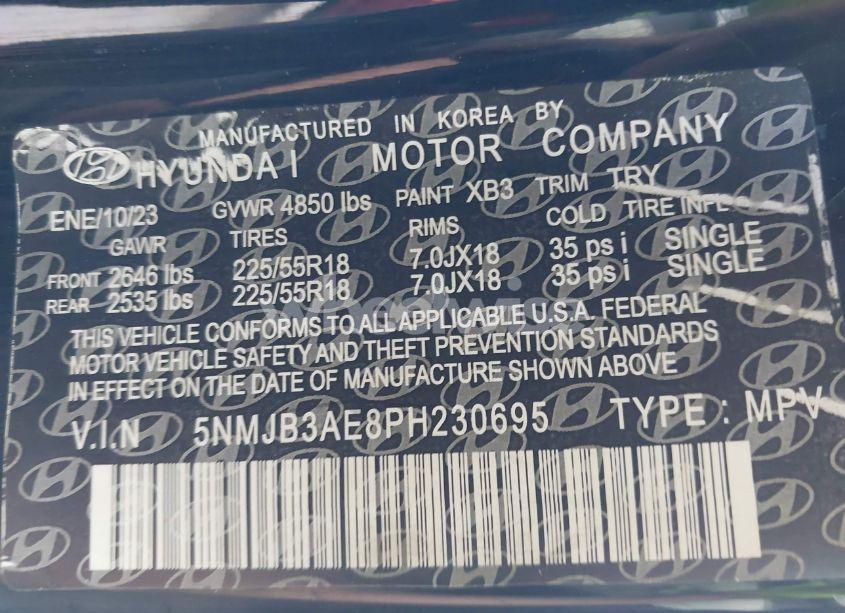 MANUFACTURED IN KOREA BY
HYUNDAI MOTOR COMPANY
ENE/10/23 GVWR 4850 lbs PAINT XB3 TRIM TRY
GAWR TIRES RIMS COLD TIRE INFL
FRONT 2646 lbs 225/55R18 7.0JX18 35 psi SINGLE
REAR 2535 lbs 225/55R18 7.0JX18 35 psi SINGLE
THIS VEHICLE CONFORMS TO ALL APPLICABLE U.S.A. FEDERAL
MOTOR VEHICLE SAFETY AND THEFT PREVENTION STANDARDS
IN EFFECT ON THE DATE OF MANUFACTURE SHOWN ABOVE
V.I.N 5NMJB3AE8PH230695 TYPE : MPV